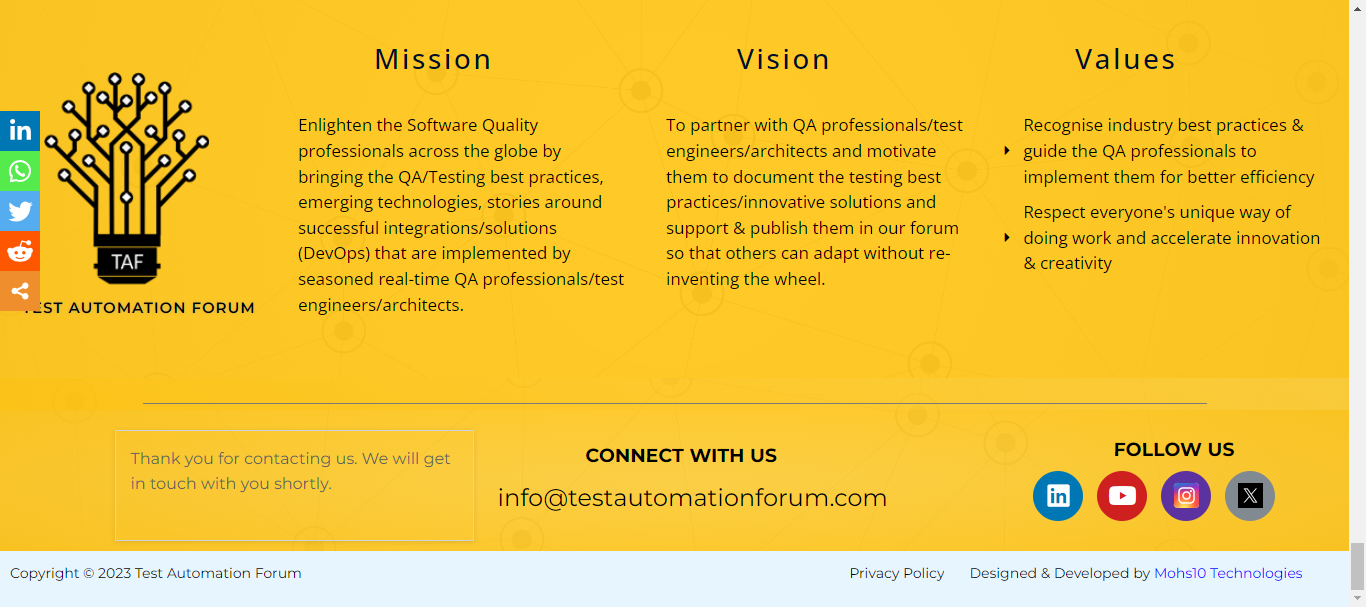 Mission
Enlighten the Software Quality
professionals across the globe by
bringing the QA/Testing best practices,
emerging technologies, stories around
successful integrations/solutions
(DevOps) that are implemented by
seasoned real-time QA professionals/test
engineers/architects.
Vision
To partner with QA professionals/test
engineers/architects and motivate
them to document the testing best
practices/innovative solutions and
support & publish them in our forum
so that others can adapt without re-
inventing the wheel.
Values
Recognise industry best practices &
guide the QA professionals to
implement them for better efficiency
Respect everyone's unique way of
doing work and accelerate innovation
& creativity
in
TAF
TEST AUTOMATION FORUM
Thank you for contacting us. We will get
in touch with you shortly.
CONNECT WITH US
info@testautomationforum.com
FOLLOW US
in
X
Copyright © 2023 Test Automation Forum
Privacy Policy
Designed & Developed by Mohs10 Technologies